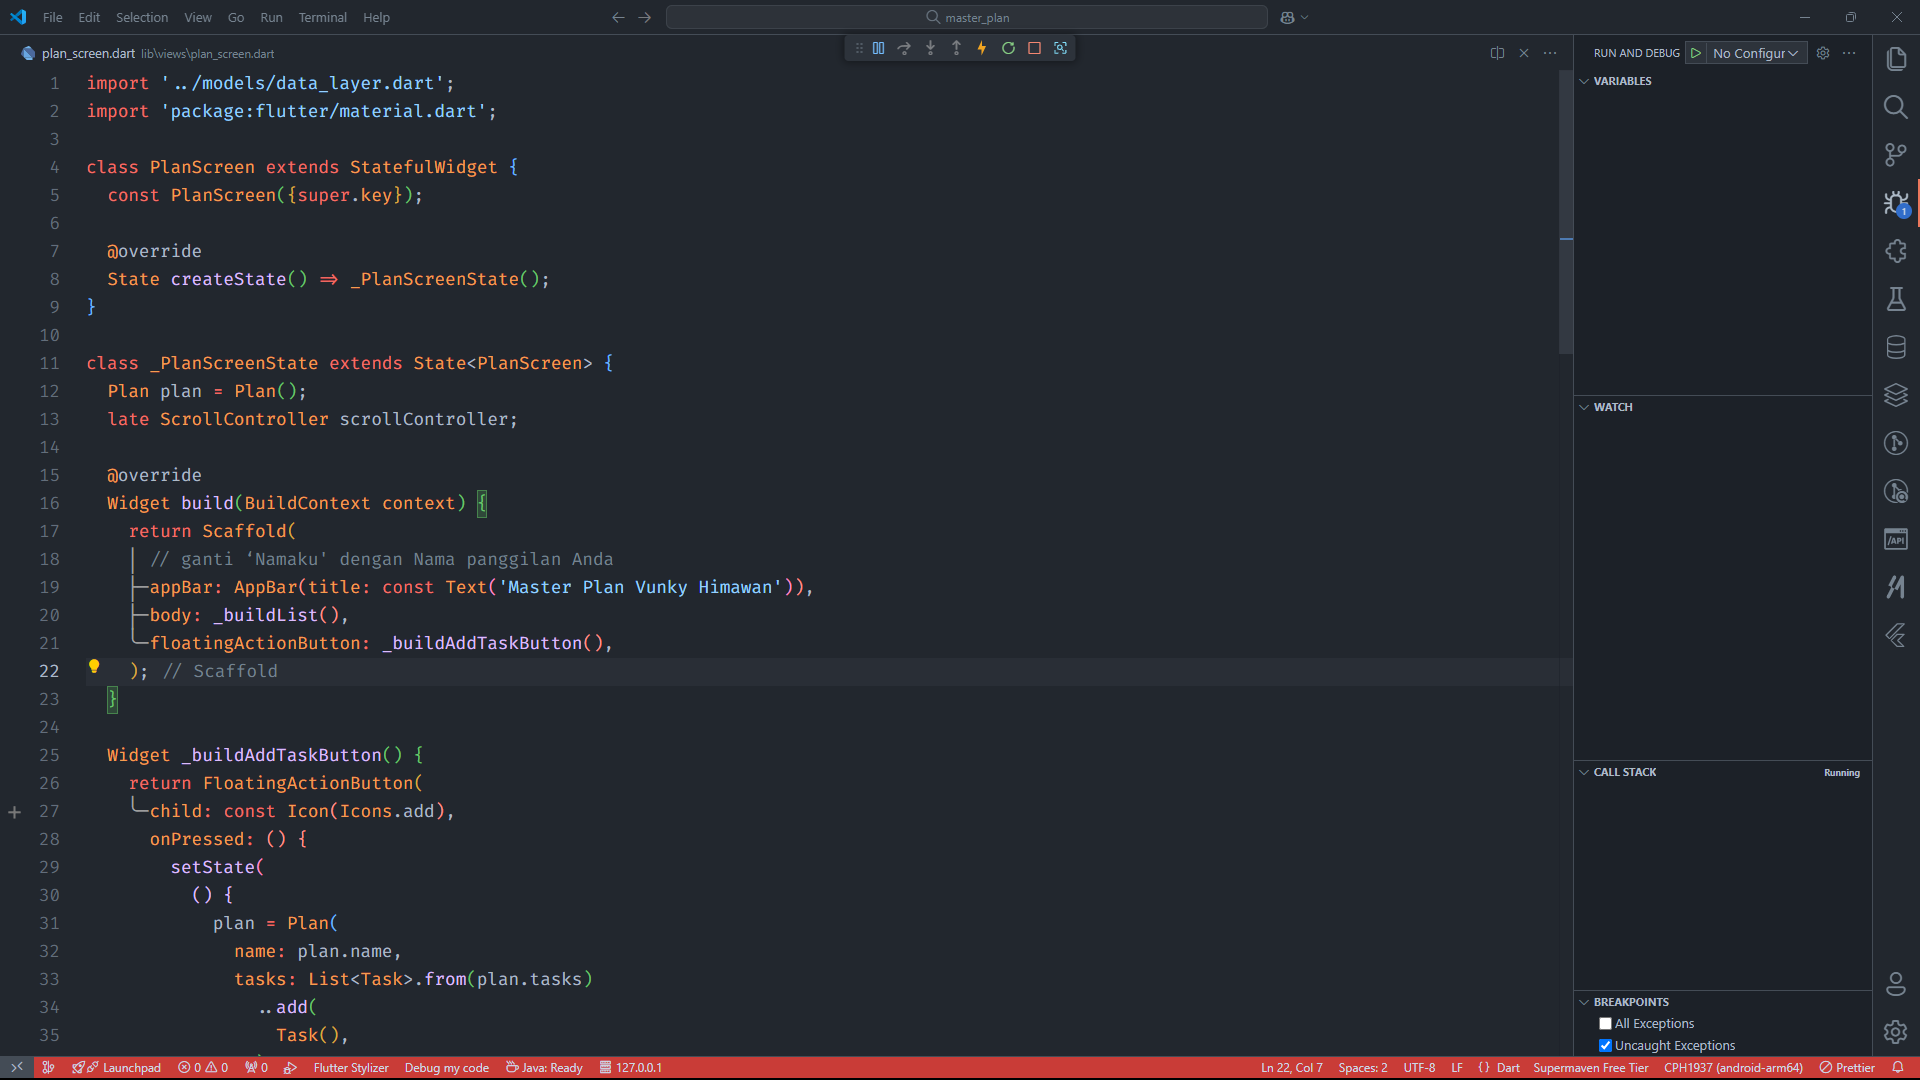 File Edit Selection View Go Run Terminal Help
master_plan
plan_screen.dart lib\views\plan_screen.dart
1 import '../models/data_layer.dart';
2 import 'package:flutter/material.dart';
3
4 class PlanScreen extends StatefulWidget {
5 const PlanScreen({super.key});
6
7 @override
8 State createState() => _PlanScreenState();
9 }
10
11 class _PlanScreenState extends State<PlanScreen> {
12 Plan plan = Plan();
13 late ScrollController scrollController;
14
15 @override
16 Widget build(BuildContext context) {
17 return Scaffold(
18 // ganti ‘Namaku' dengan Nama panggilan Anda
19 appBar: AppBar(title: const Text('Master Plan Vunky Himawan')),
20 body: _buildList(),
21 floatingActionButton: _buildAddTaskButton(),
22 ); // Scaffold
23 }
24
25 Widget _buildAddTaskButton() {
26 return FloatingActionButton(
27 child: const Icon(Icons.add),
28 onPressed: () {
29 setState(
30 () {
31 plan = Plan(
32 name: plan.name,
33 tasks: List<Task>.from(plan.tasks)
34 ..add(
35 Task(),
RUN AND DEBUG No Configur
VARIABLES
WATCH
CALL STACK Running
BREAKPOINTS
All Exceptions
Uncaught Exceptions
1
/API
Launchpad 0 0 0 Flutter Stylizer Debug my code Java: Ready 127.0.0.1 Ln 22, Col 7 Spaces: 2 UTF-8 LF {} Dart Supermaven Free Tier CPH1937 (android-arm64) Prettier